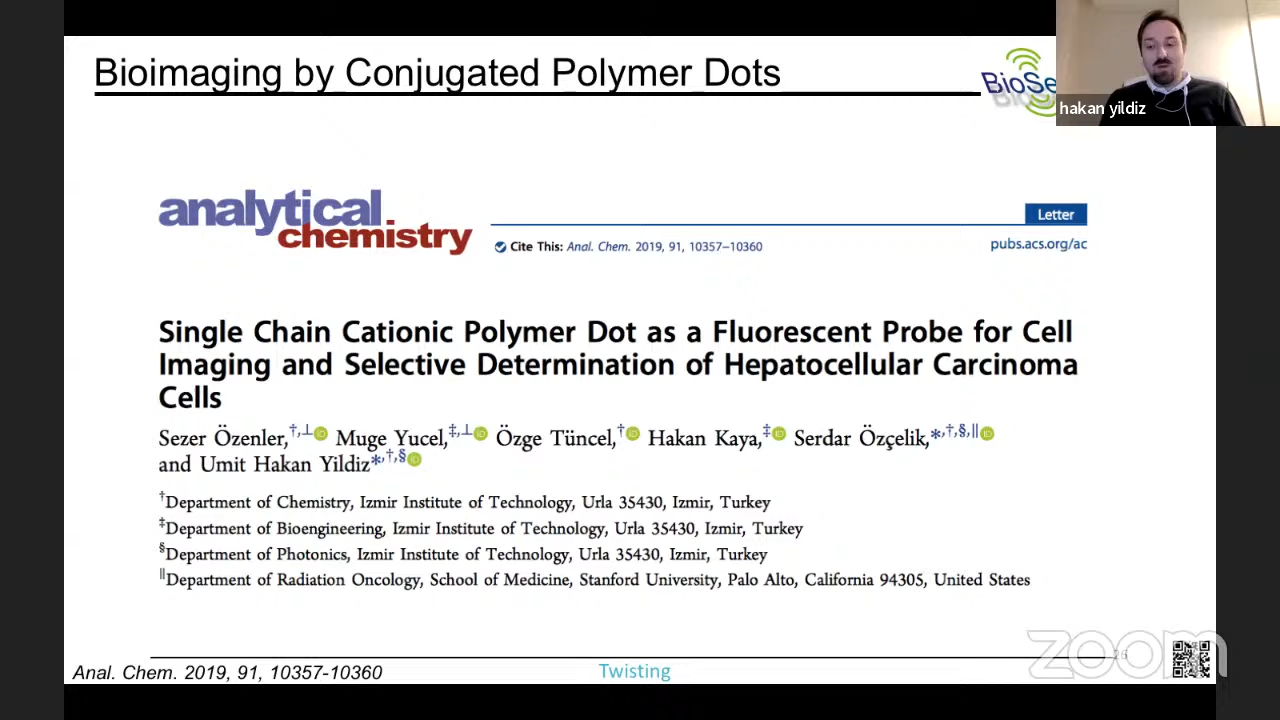 Bioimaging by Conjugated Polymer Dots
BioSe
hakan yildiz
analytical
chemistry
Letter
Cite This: Anal. Chem. 2019, 91, 10357−10360
pubs.acs.org/ac
Single Chain Cationic Polymer Dot as a Fluorescent Probe for Cell
Imaging and Selective Determination of Hepatocellular Carcinoma
Cells
Sezer Özenler,†,⊥ Muge Yucel,‡,⊥ Özge Tüncel,† Hakan Kaya,‡ Serdar Özçelik,*,†,§,∥
and Umit Hakan Yildiz*,†,§
†Department of Chemistry, Izmir Institute of Technology, Urla 35430, Izmir, Turkey
‡Department of Bioengineering, Izmir Institute of Technology, Urla 35430, Izmir, Turkey
§Department of Photonics, Izmir Institute of Technology, Urla 35430, Izmir, Turkey
∥Department of Radiation Oncology, School of Medicine, Stanford University, Palo Alto, California 94305, United States
Anal. Chem. 2019, 91, 10357-10360
Twisting
26
zoom